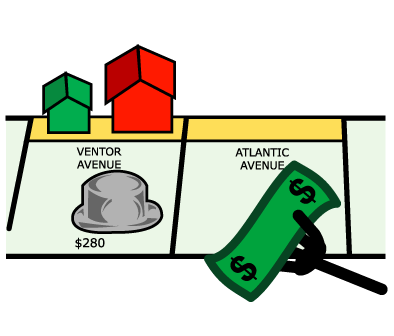 VENTOR
AVENUE
$280
ATLANTIC
AVENUE
$
$